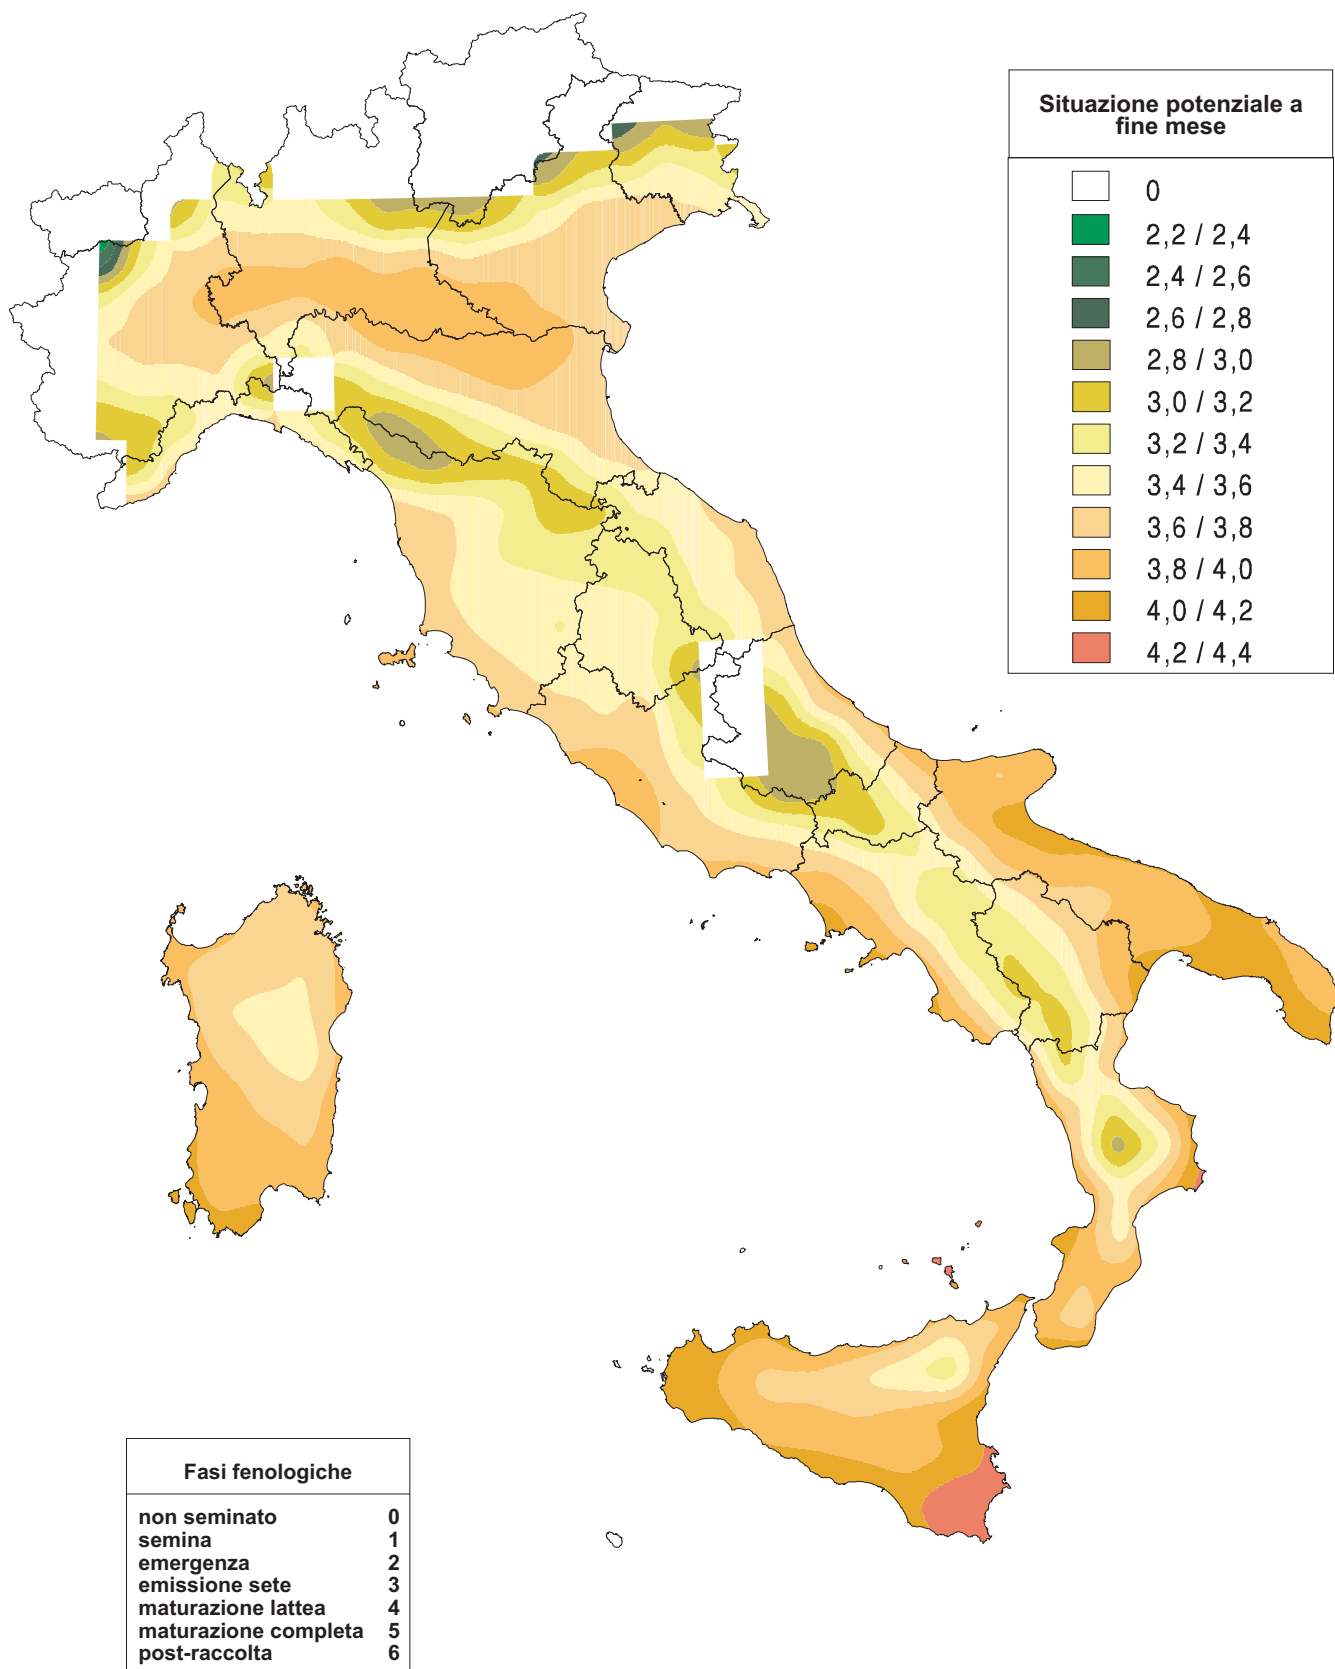 Situazione potenziale a
fine mese
0
2,2 / 2,4
2,4 / 2,6
2,6 / 2,8
2,8 / 3,0
3,0 / 3,2
3,2 / 3,4
3,4 / 3,6
3,6 / 3,8
3,8 / 4,0
4,0 / 4,2
4,2 / 4,4
Fasi fenologiche
non seminato 0
semina 1
emergenza 2
emissione sete 3
maturazione lattea 4
maturazione completa 5
post-raccolta 6